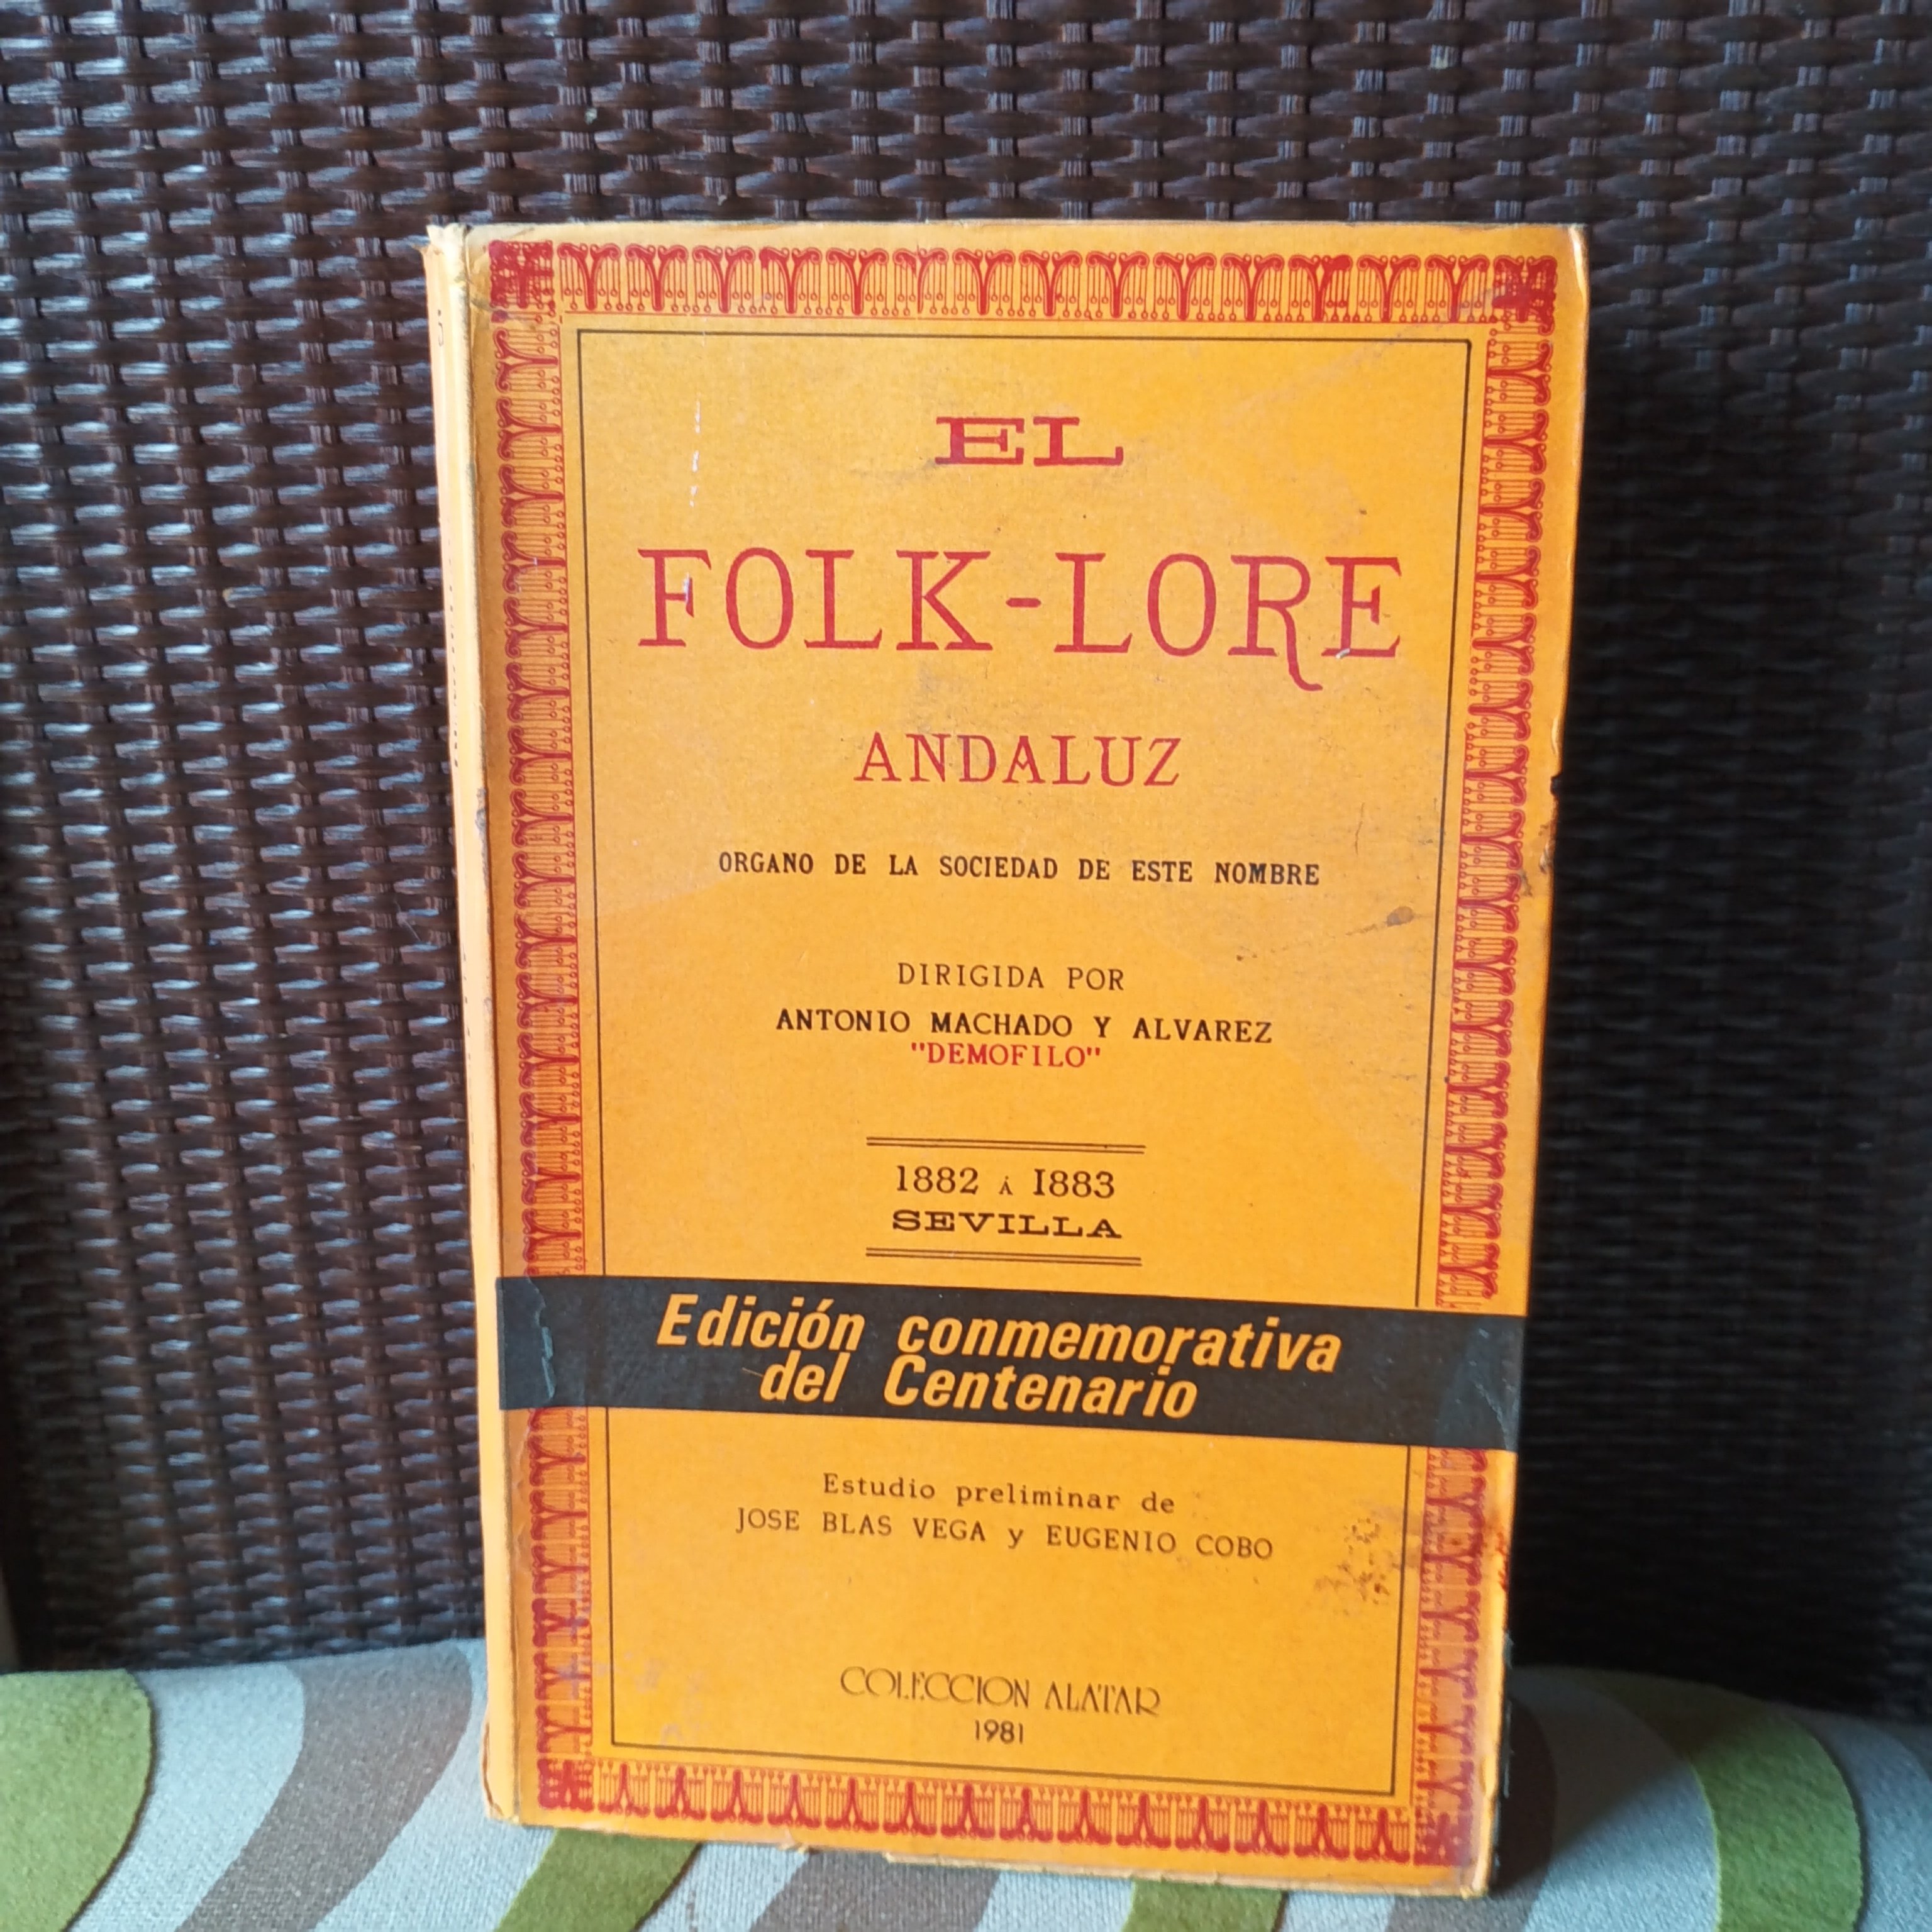 EL
FOLK-LORE
ANDALUZ
ORGANO DE LA SOCIEDAD DE ESTE NOMBRE
DIRIGIDA POR
ANTONIO MACHADO Y ALVAREZ
"DEMOFILO"
1882 Á 1883
SEVILLA
Edición conmemorativa
del Centenario
Estudio preliminar de
JOSE BLAS VEGA y EUGENIO COBO
COLECCION ALATAR
1981